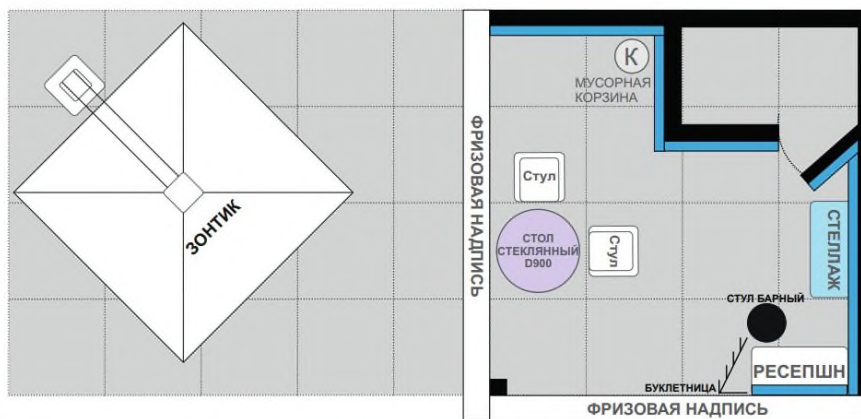 К
МУСОРНАЯ
КОРЗИНА
ФРИЗОВАЯ НАДПИСЬ
Стул
ЗОНТИК
СТОЛ
СТЕКЛЯННЫЙ
D900
Стул
СТЕЛЛАЖ
СТУЛ БАРНЫЙ
РЕСЕПШН
БУКЛЕТНИЦА
ФРИЗОВАЯ НАДПИСЬ